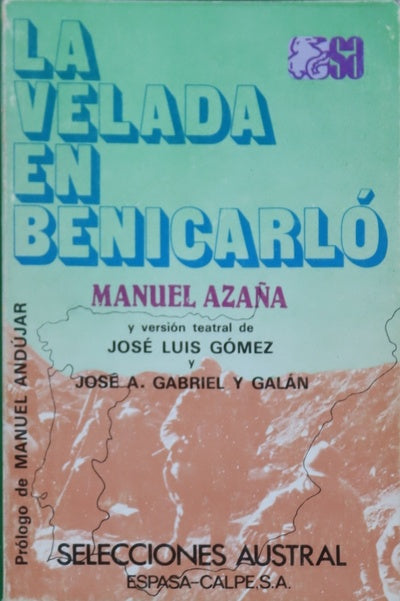 LA
VELADA
EN
BENICARLÓ
sa
MANUEL AZAÑA
y versión teatral de
JOSÉ LUIS GÓMEZ
y
JOSÉ A. GABRIEL Y GALÁN
Prólogo de MANUEL ANDÚJAR
SELECCIONES AUSTRAL
ESPASA-CALPE, S.A.